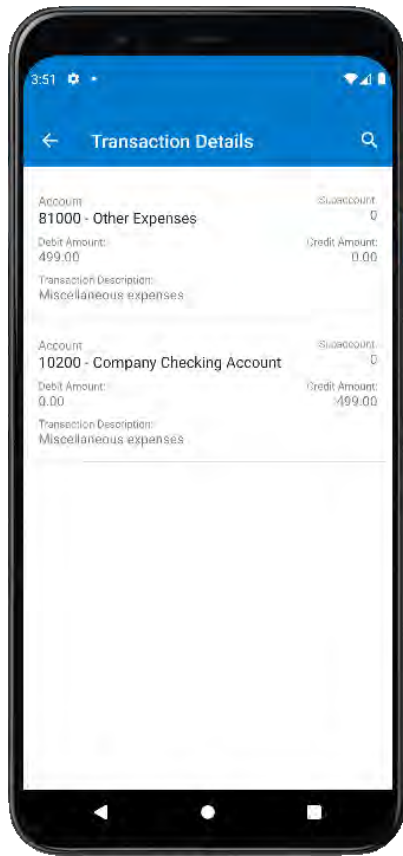 3:51
Transaction Details
Account Subaccount:
81000 - Other Expenses 0
Debit Amount: Credit Amount:
499.00 0.00
Transaction Description:
Miscellaneous expenses
Account Subaccount:
10200 - Company Checking Account 0
Debit Amount: Credit Amount:
0.00 499.00
Transaction Description:
Miscellaneous expenses